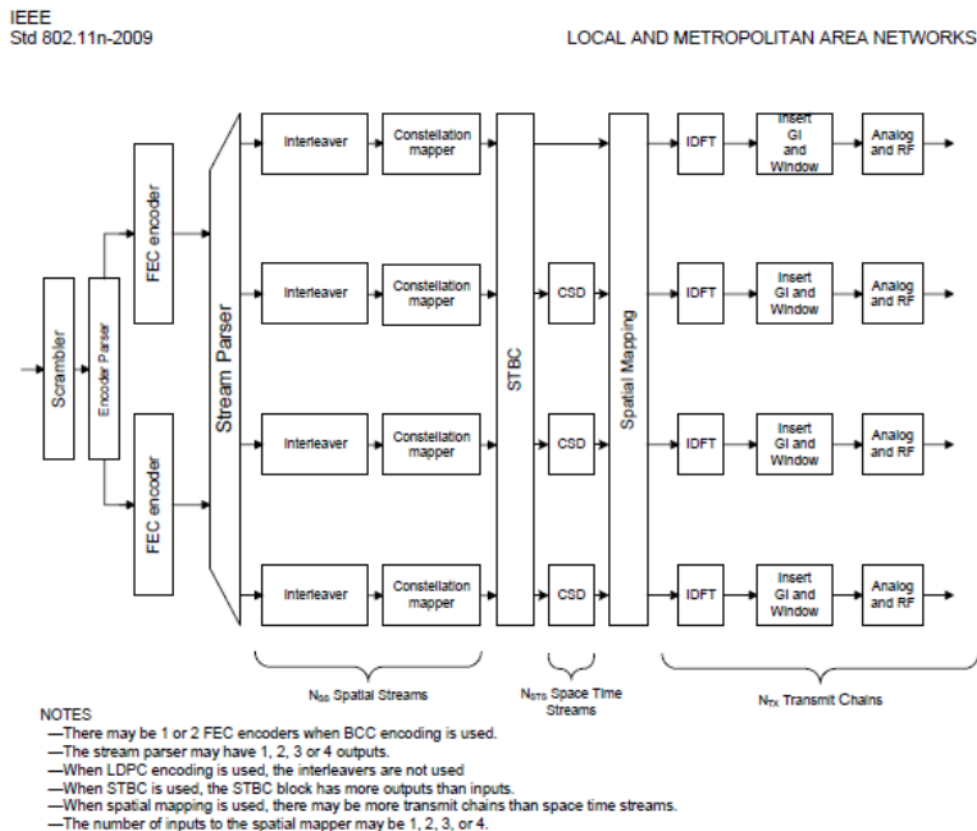 IEEE
Std 802.11n-2009
LOCAL AND METROPOLITAN AREA NETWORKS
Scrambler
Encoder Parser
FEC encoder
FEC encoder
Stream Parser
Interleaver
Constellation
mapper
Interleaver
Constellation
mapper
Interleaver
Constellation
mapper
Interleaver
Constellation
mapper
STBC
CSD
CSD
CSD
Spatial Mapping
IDFT
Insert
GI
and
Window
Analog
and RF
IDFT
Insert
GI and
Window
Analog
and RF
IDFT
Insert
GI and
Window
Analog
and RF
IDFT
Insert
GI and
Window
Analog
and RF
NSS Spatial Streams
NSTS Space Time
Streams
NTX Transmit Chains
NOTES
—There may be 1 or 2 FEC encoders when BCC encoding is used.
—The stream parser may have 1, 2, 3 or 4 outputs.
—When LDPC encoding is used, the interleavers are not used
—When STBC is used, the STBC block has more outputs than inputs.
—When spatial mapping is used, there may be more transmit chains than space time streams.
—The number of inputs to the spatial mapper may be 1, 2, 3, or 4.